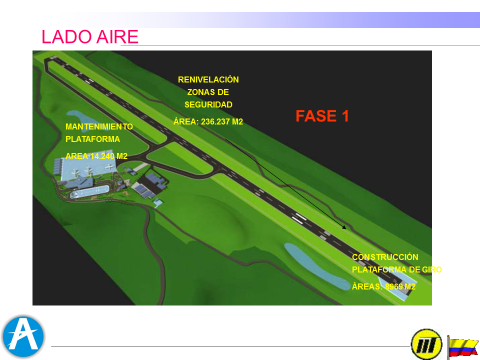 LADO AIRE
RENIVELACIÓN
ZONAS DE
SEGURIDAD
ÁREA: 236.237 M2
FASE 1
MANTENIMIENTO
PLATAFORMA
AREA 14.240 M2
CONSTRUCCIÓN
PLATAFORMA DE GIRO
ÁREAS: M2